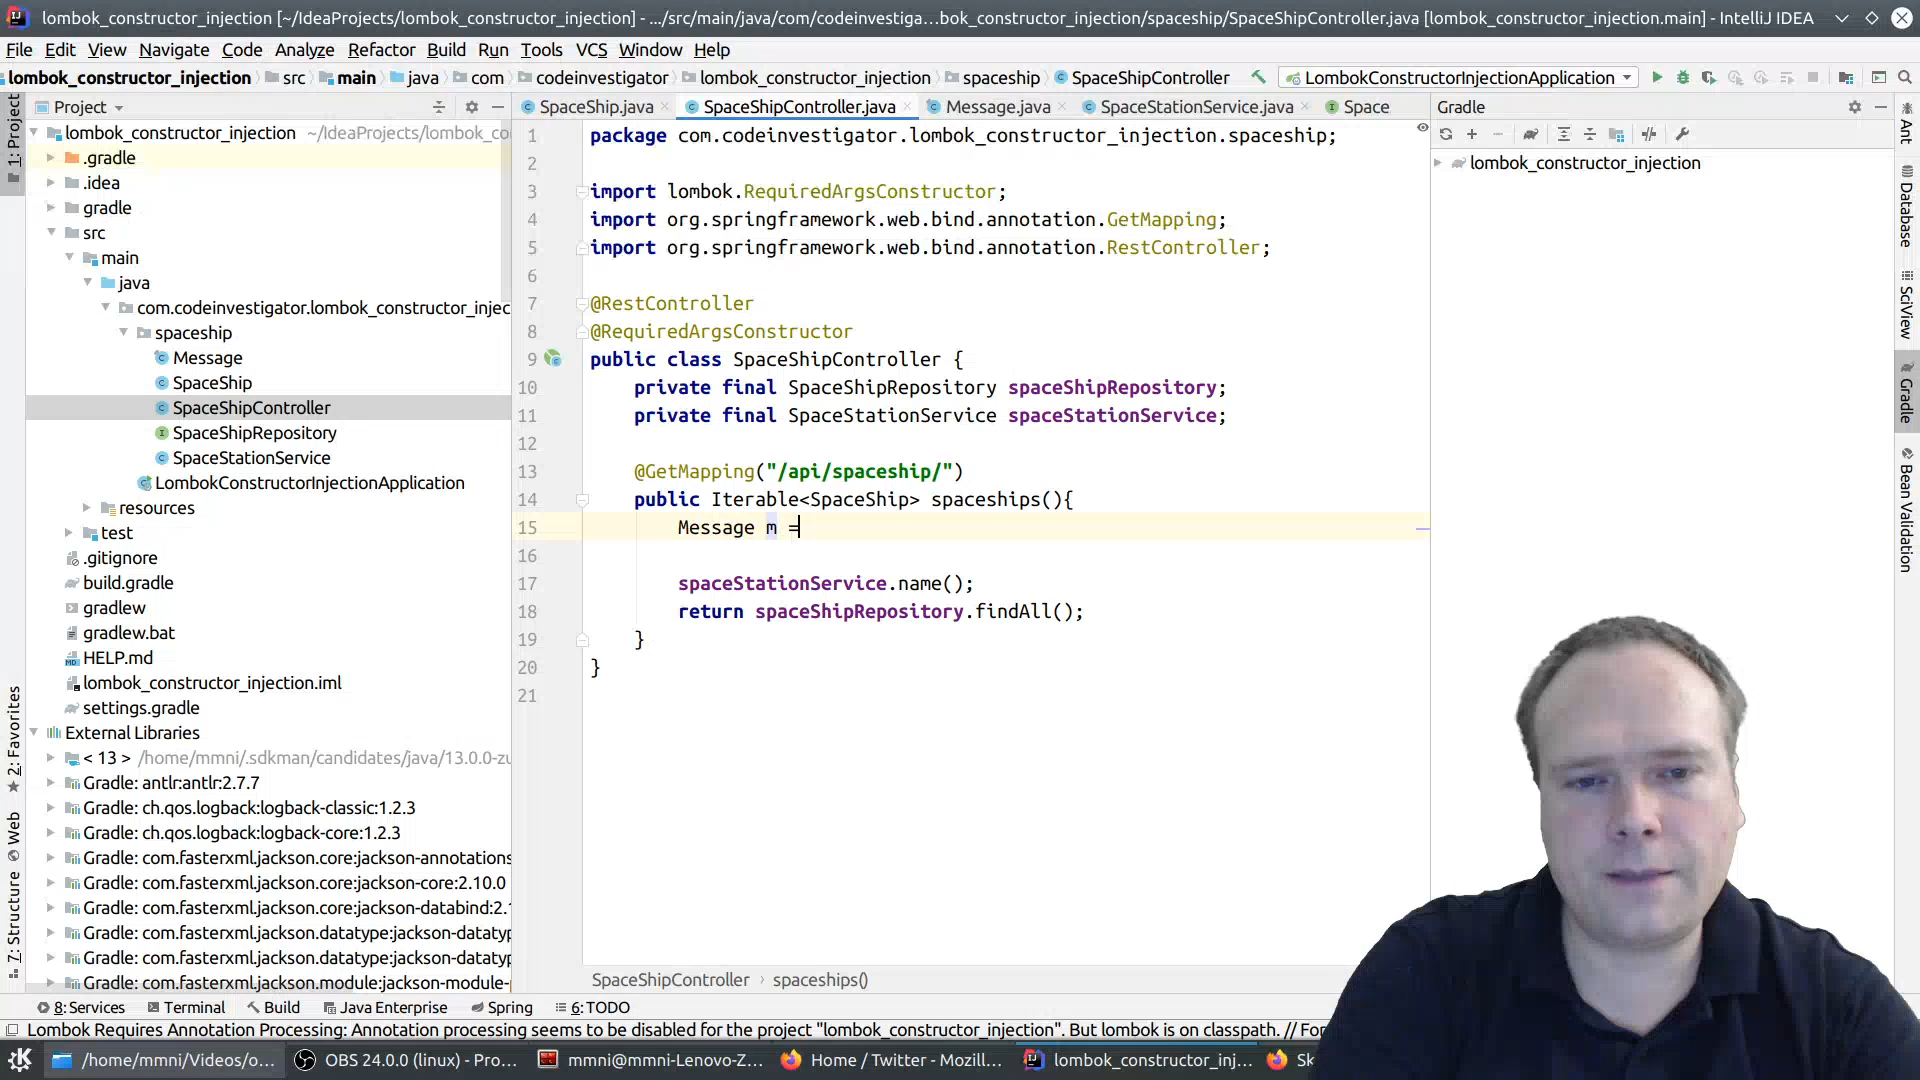 lombok_constructor_injection [~/IdeaProjects/lombok_constructor_injection] - .../src/main/java/com/codeinvestiga...bok_constructor_injection/spaceship/SpaceShipController.java [lombok_constructor_injection.main] - IntelliJ IDEA
File Edit View Navigate Code Analyze Refactor Build Run Tools VCS Window Help
lombok_constructor_injection src main java com codeinvestigator lombok_constructor_injection spaceship SpaceShipController LombokConstructorInjectionApplication
Project
SpaceShip.java SpaceShipController.java Message.java SpaceStationService.java Space
Gradle
lombok_constructor_injection ~/IdeaProjects/lombok_co
.gradle
.idea
gradle
src
main
java
com.codeinvestigator.lombok_constructor_injec
spaceship
Message
SpaceShip
SpaceShipController
SpaceShipRepository
SpaceStationService
LombokConstructorInjectionApplication
resources
test
.gitignore
build.gradle
gradlew
gradlew.bat
HELP.md
lombok_constructor_injection.iml
settings.gradle
External Libraries
< 13 > /home/mmni/.sdkman/candidates/java/13.0.0-zu
Gradle: antlr:antlr:2.7.7
Gradle: ch.qos.logback:logback-classic:1.2.3
Gradle: ch.qos.logback:logback-core:1.2.3
Gradle: com.fasterxml.jackson.core:jackson-annotations
Gradle: com.fasterxml.jackson.core:jackson-core:2.10.0
Gradle: com.fasterxml.jackson.core:jackson-databind:2.
Gradle: com.fasterxml.jackson.datatype:jackson-datatyp
Gradle: com.fasterxml.jackson.datatype:jackson-datatyp
Gradle: com.fasterxml.jackson.module:jackson-module-
1 package com.codeinvestigator.lombok_constructor_injection.spaceship;
2
3 import lombok.RequiredArgsConstructor;
4 import org.springframework.web.bind.annotation.GetMapping;
5 import org.springframework.web.bind.annotation.RestController;
6
7 @RestController
8 @RequiredArgsConstructor
9 public class SpaceShipController {
10 private final SpaceShipRepository spaceShipRepository;
11 private final SpaceStationService spaceStationService;
12
13 @GetMapping("/api/spaceship/")
14 public Iterable<SpaceShip> spaceships(){
15 Message m =
16
17 spaceStationService.name();
18 return spaceShipRepository.findAll();
19 }
20 }
21
SpaceShipController › spaceships()
lombok_constructor_injection
1: Project
2: Favorites
Web
7: Structure
Ant
Database
SciView
Gradle
Bean Validation
8: Services Terminal Build Java Enterprise Spring 6: TODO
Lombok Requires Annotation Processing: Annotation processing seems to be disabled for the project "lombok_constructor_injection". But lombok is on classpath. // For
/home/mmni/Videos/o... OBS 24.0.0 (linux) - Pro... mmni@mmni-Lenovo-Z... Home / Twitter - Mozill... lombok_constructor_inj... Sk